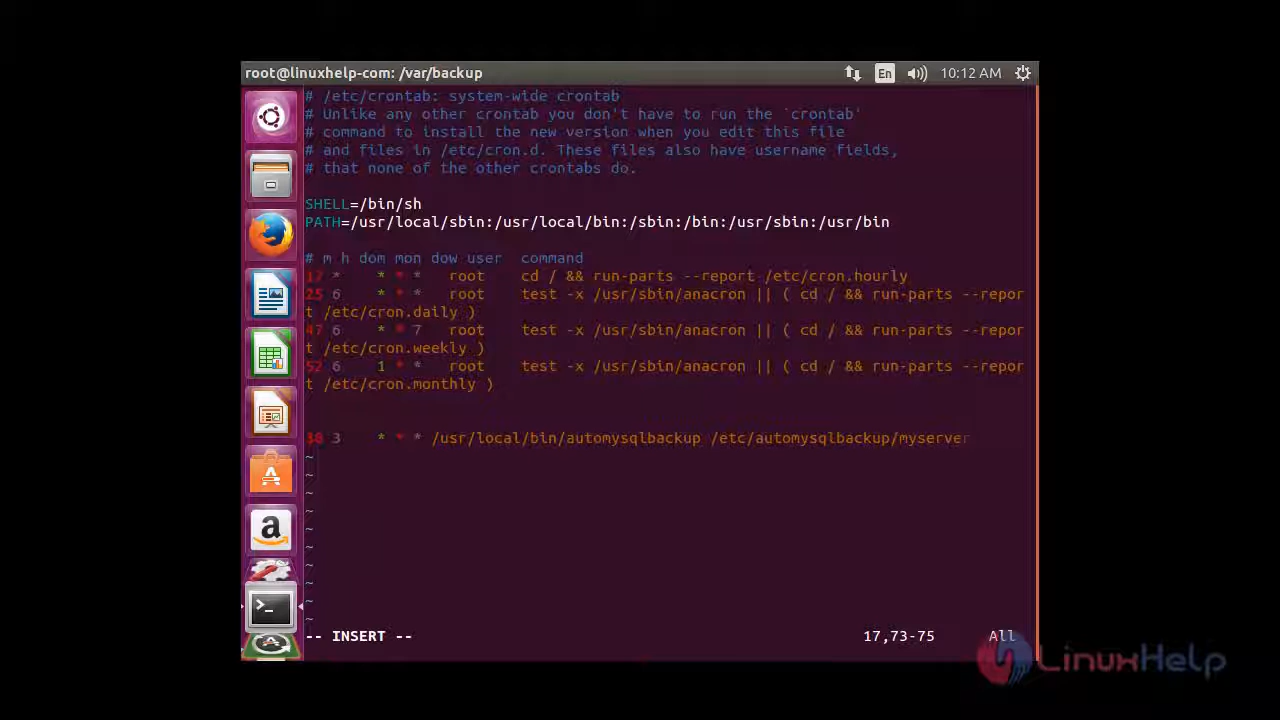 root@linuxhelp-com: /var/backup
En
10:12 AM
# /etc/crontab: system-wide crontab
# Unlike any other crontab you don't have to run the `crontab'
# command to install the new version when you edit this file
# and files in /etc/cron.d. These files also have username fields,
# that none of the other crontabs do.
SHELL=/bin/sh
PATH=/usr/local/sbin:/usr/local/bin:/sbin:/bin:/usr/sbin:/usr/bin
# m h dom mon dow user  command
17 *    * * *   root    cd / && run-parts --report /etc/cron.hourly
25 6    * * *   root    test -x /usr/sbin/anacron || ( cd / && run-parts --repor
t /etc/cron.daily )
47 6    * * 7   root    test -x /usr/sbin/anacron || ( cd / && run-parts --repor
t /etc/cron.weekly )
52 6    1 * *   root    test -x /usr/sbin/anacron || ( cd / && run-parts --repor
t /etc/cron.monthly )
38 3    * * * /usr/local/bin/automysqlbackup /etc/automysqlbackup/myserver
~
~
~
~
~
~
~
~
~
~
-- INSERT --
17,73-75
All
LinuxHelp